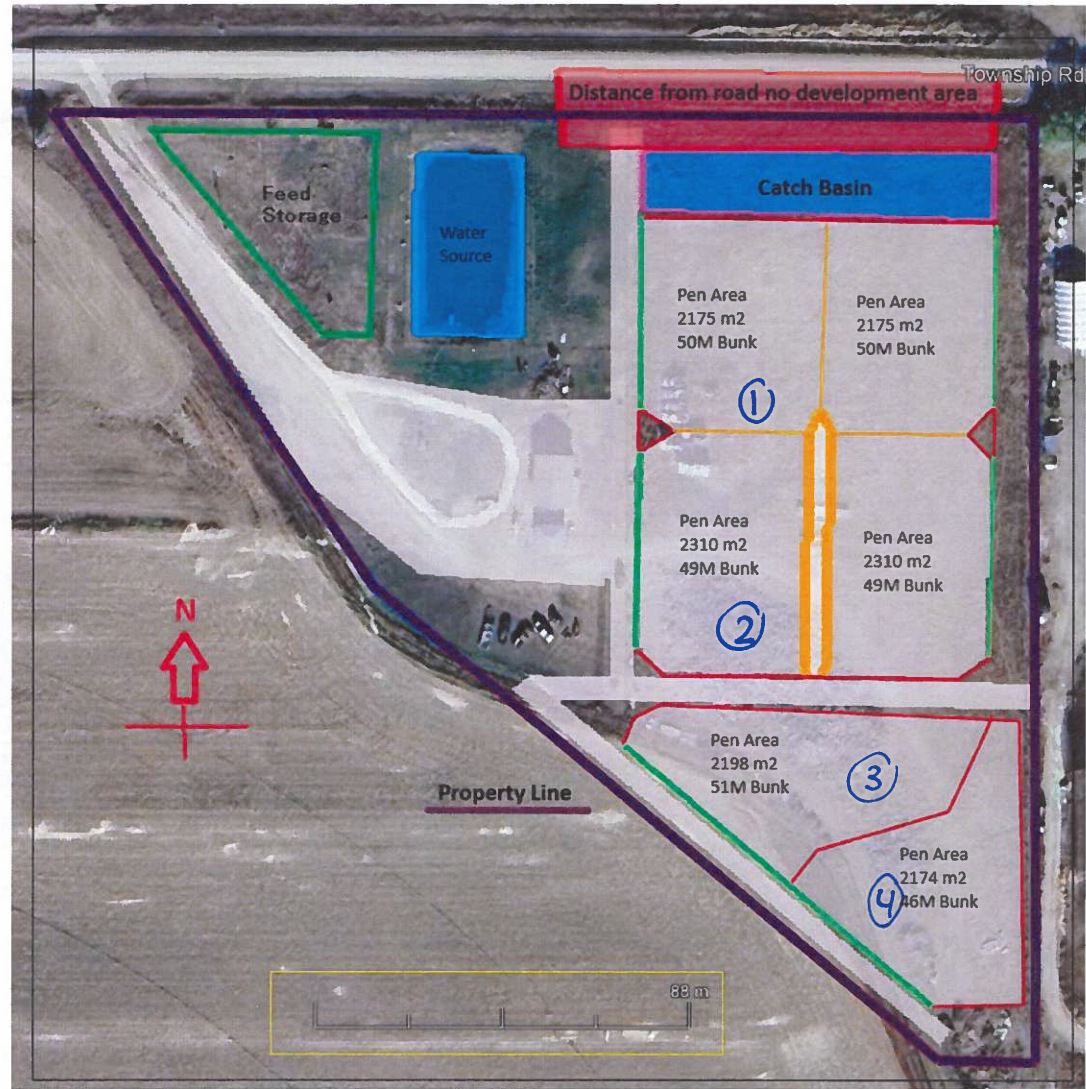 Township Rd
Distance from road no development area
Catch Basin
Feed
Storage
Water
Source
Pen Area
2175 m2
50M Bunk
Pen Area
2175 m2
50M Bunk
1
Pen Area
2310 m2
49M Bunk
Pen Area
2310 m2
49M Bunk
2
N
Pen Area
2198 m2
51M Bunk
3
Property Line
Pen Area
2174 m2
46M Bunk
4
88 m